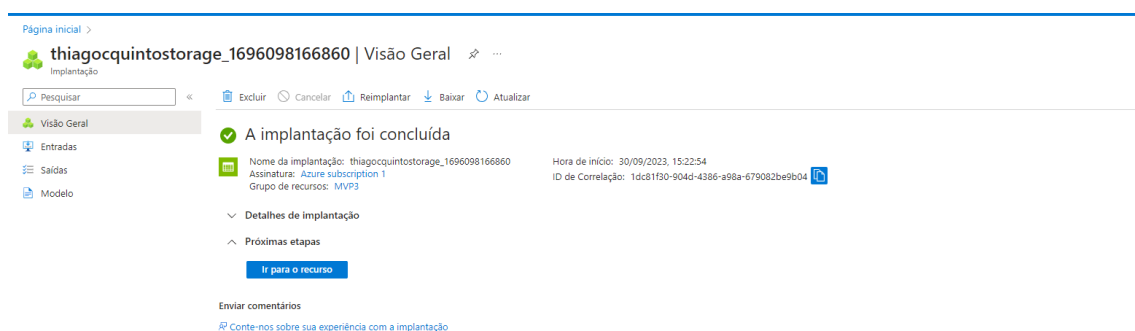 Página inicial >
thiagocquintostorage_1696098166860 | Visão Geral ...
Implantação
Pesquisar «
Excluir Cancelar Reimplantar Baixar Atualizar
Visão Geral
Entradas
Saídas
Modelo
A implantação foi concluída
Nome da implantação: thiagocquintostorage_1696098166860
Assinatura: Azure subscription 1
Grupo de recursos: MVP3
Hora de início: 30/09/2023, 15:22:54
ID de Correlação: 1dc81f30-904d-4386-a98a-679082be9b04
Detalhes de implantação
Próximas etapas
Ir para o recurso
Enviar comentários
Conte-nos sobre sua experiência com a implantação